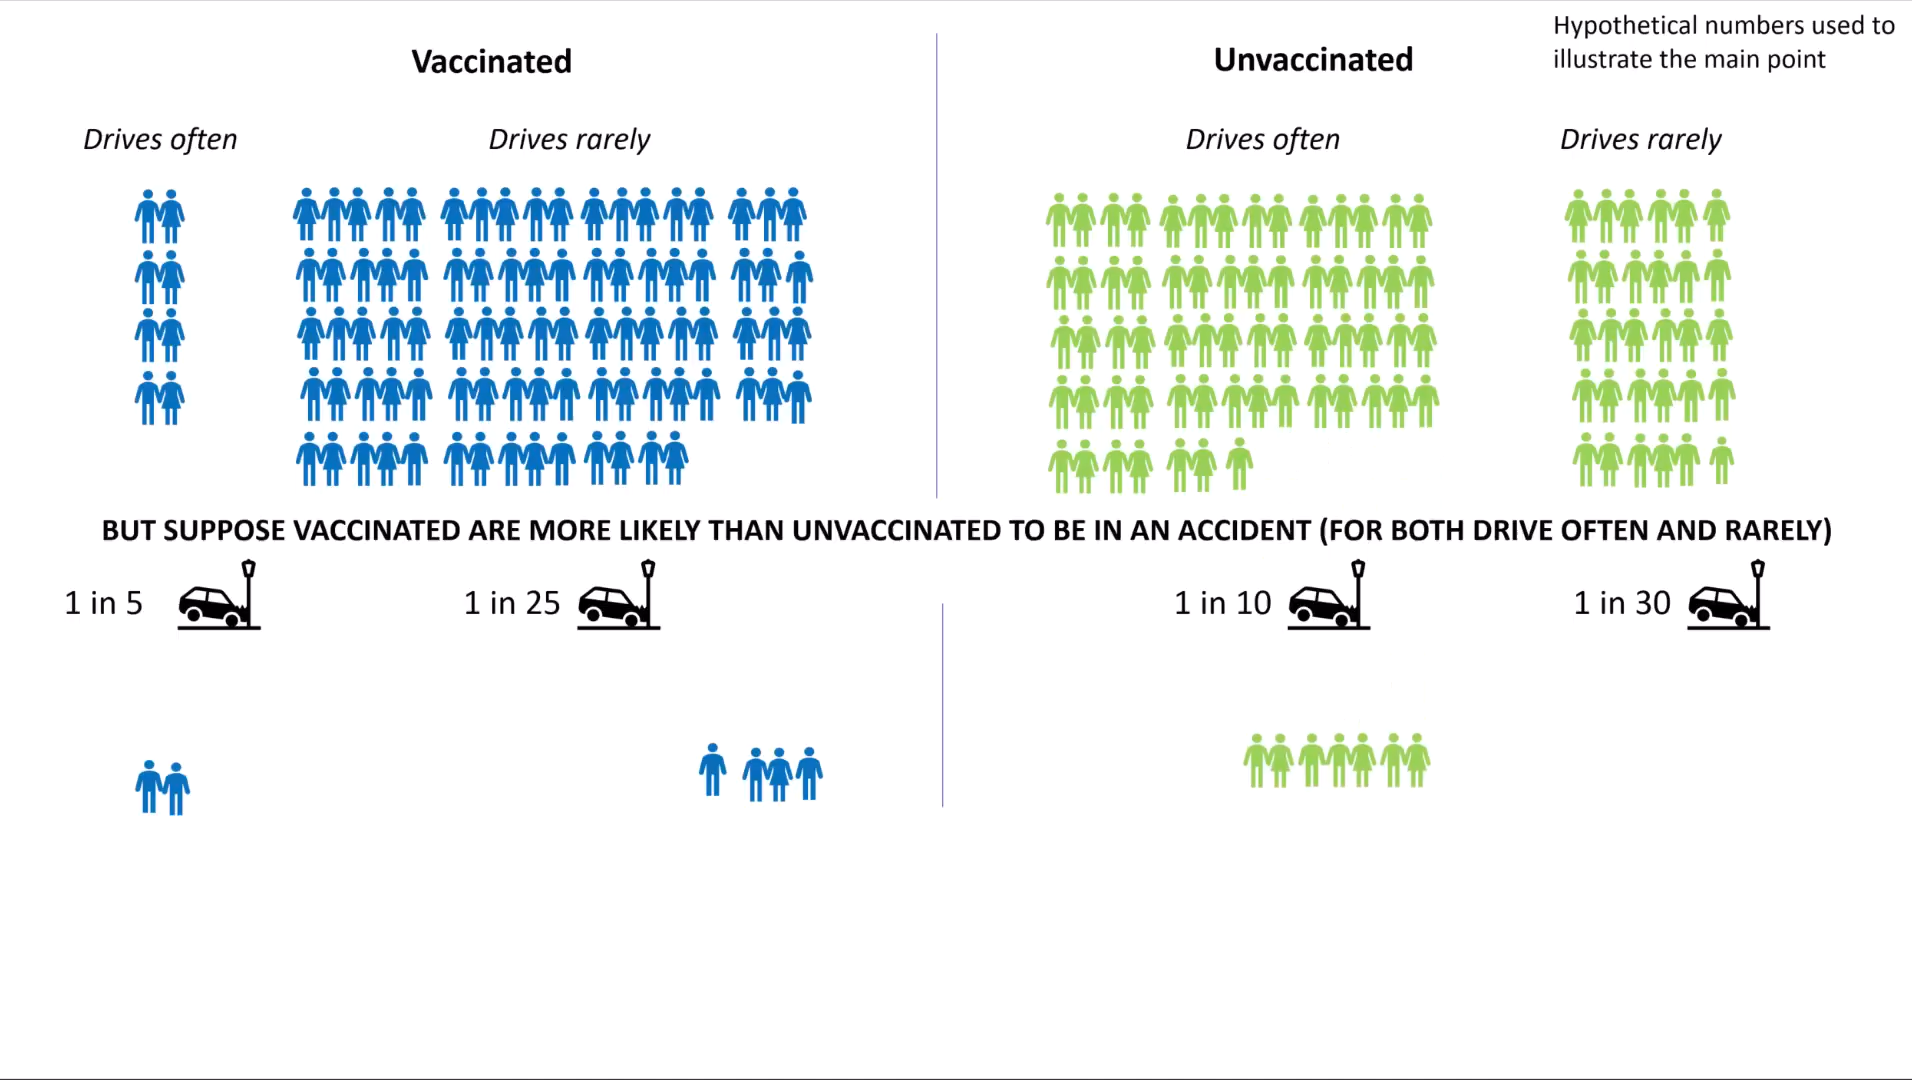 Hypothetical numbers used to
illustrate the main point
Vaccinated
Unvaccinated
Drives often
Drives rarely
Drives often
Drives rarely
BUT SUPPOSE VACCINATED ARE MORE LIKELY THAN UNVACCINATED TO BE IN AN ACCIDENT (FOR BOTH DRIVE OFTEN AND RARELY)
1 in 5
1 in 25
1 in 10
1 in 30